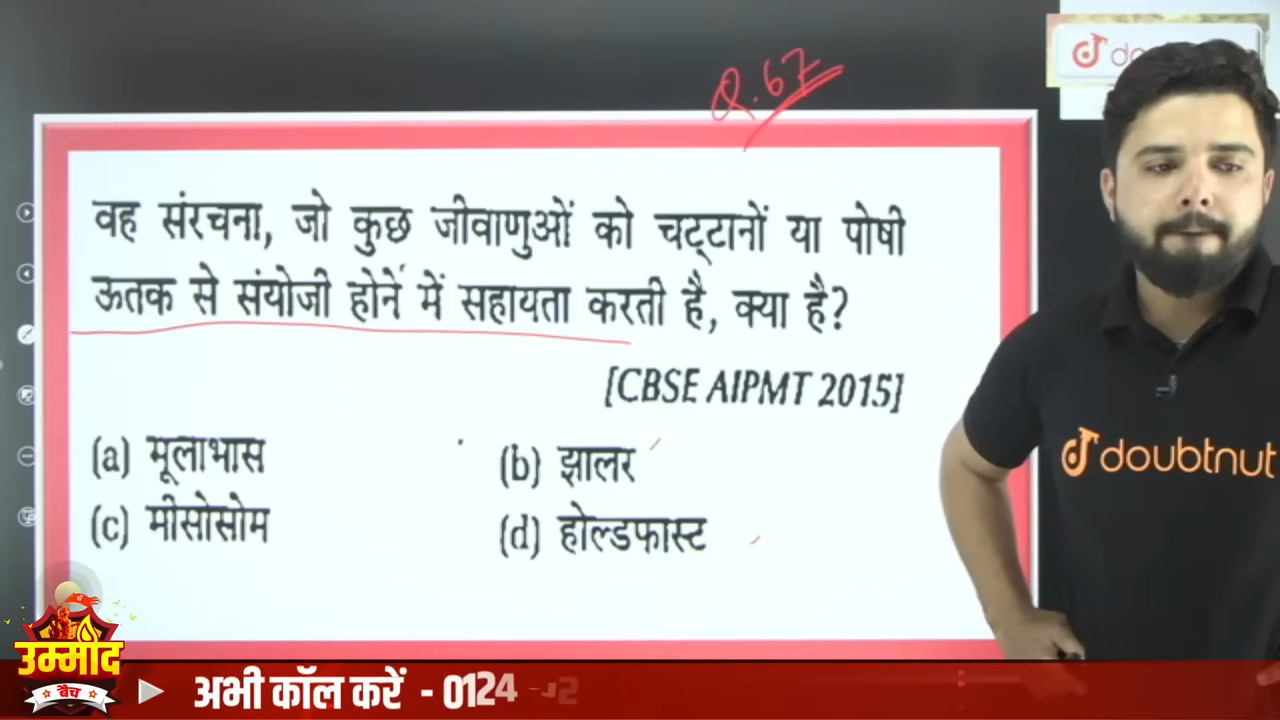 Q.67
वह संरचना, जो कुछ जीवाणुओं को चट्टानों या पोषी
ऊतक से संयोजी होने में सहायता करती है, क्या है?
[CBSE AIPMT 2015]
(a) मूलाभास
(b) झालर
(c) मीसोसोम
(d) होल्डफास्ट
doubtnut
उम्मीद
बैच
अभी कॉल करें - 0124